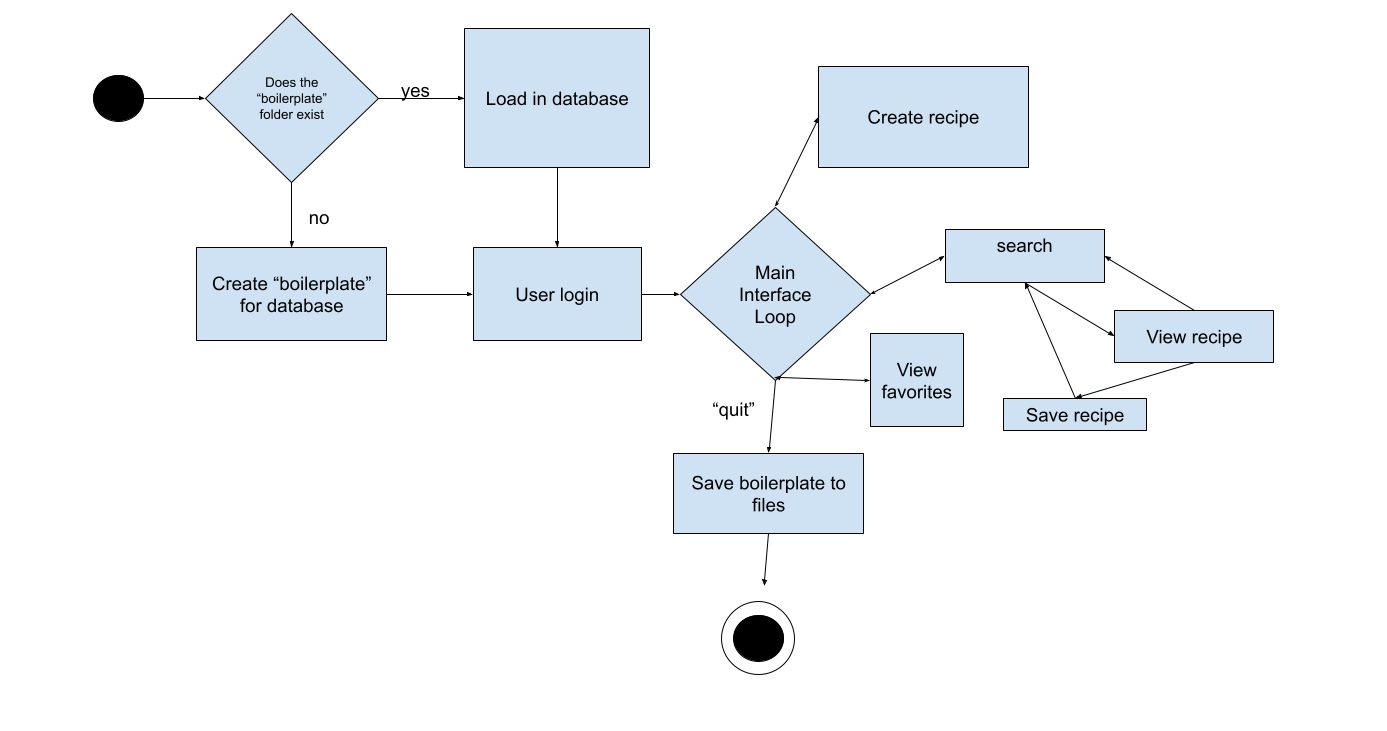 Does the
“boilerplate”
folder exist
yes
Load in database
Create recipe
no
Create “boilerplate”
for database
User login
Main
Interface
Loop
search
View recipe
View
favorites
Save recipe
“quit”
Save boilerplate to
files